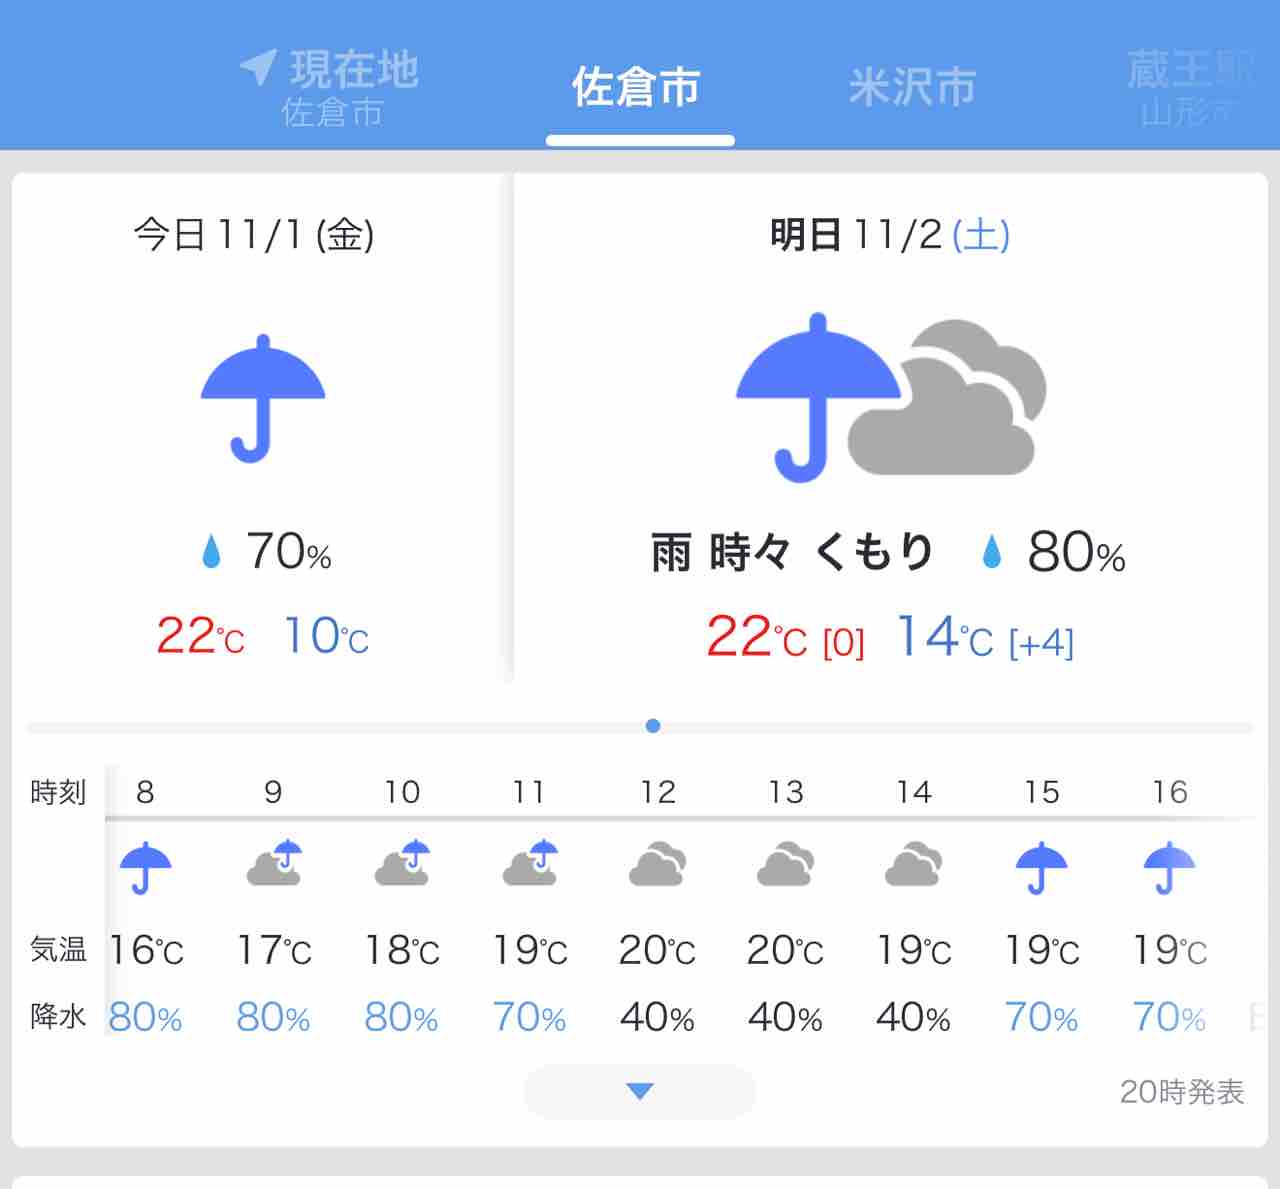 現在地
佐倉市
佐倉市
米沢市
蔵王駅
山形市
今日 11/1 (金)
明日 11/2 (土)
70%
22℃ 10℃
雨 時々 くもり 80%
22℃ [0] 14℃ [+4]
時刻 8 9 10 11 12 13 14 15 16
気温 16℃ 17℃ 18℃ 19℃ 20℃ 20℃ 19℃ 19℃ 19℃
降水 80% 80% 80% 70% 40% 40% 40% 70% 70%
20時発表